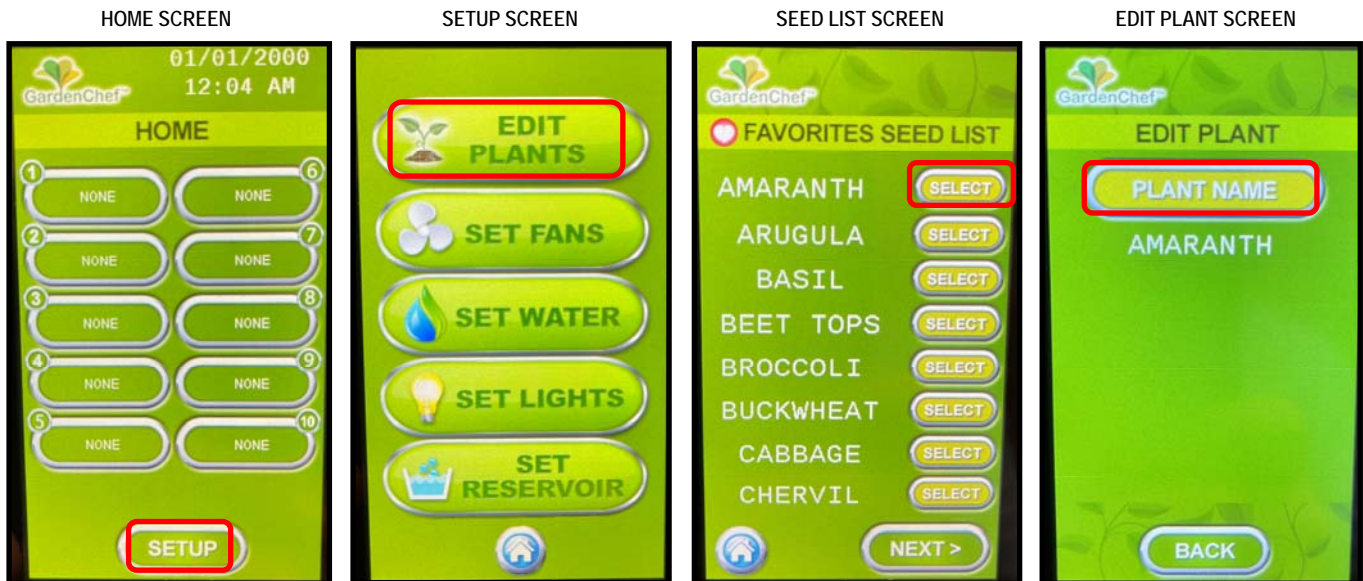 HOME SCREEN
01/01/2000
12:04 AM
GardenChef™
HOME
1
NONE
6
NONE
2
NONE
7
NONE
3
NONE
8
NONE
4
NONE
9
NONE
5
NONE
10
NONE
SETUP
SETUP SCREEN
EDIT
PLANTS
SET FANS
SET WATER
SET LIGHTS
SET
RESERVOIR
SEED LIST SCREEN
GardenChef™
FAVORITES SEED LIST
AMARANTH SELECT
ARUGULA SELECT
BASIL SELECT
BEET TOPS SELECT
BROCCOLI SELECT
BUCKWHEAT SELECT
CABBAGE SELECT
CHERVIL SELECT
NEXT >
EDIT PLANT SCREEN
GardenChef™
EDIT PLANT
PLANT NAME
AMARANTH
BACK